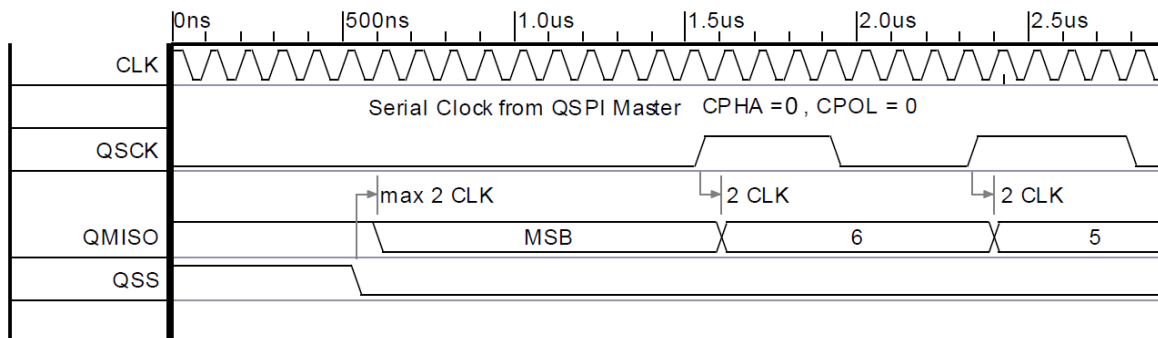 0ns 500ns 1.0us 1.5us 2.0us 2.5us
CLK
Serial Clock from QSPI Master CPHA =0 , CPOL = 0
QSCK
max 2 CLK 2 CLK 2 CLK
QMISO MSB 6 5
QSS